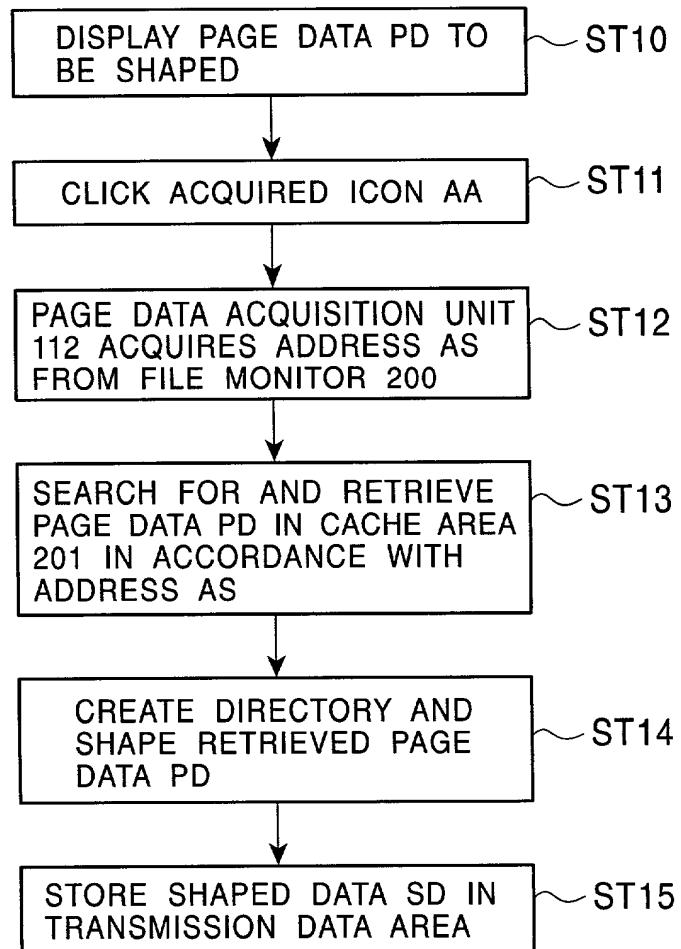 DISPLAY PAGE DATA PD TO
BE SHAPED
ST10
CLICK ACQUIRED ICON AA
ST11
PAGE DATA ACQUISITION UNIT
112 ACQUIRES ADDRESS AS
FROM FILE MONITOR 200
ST12
SEARCH FOR AND RETRIEVE
PAGE DATA PD IN CACHE AREA
201 IN ACCORDANCE WITH
ADDRESS AS
ST13
CREATE DIRECTORY AND
SHAPE RETRIEVED PAGE
DATA PD
ST14
STORE SHAPED DATA SD IN
TRANSMISSION DATA AREA
ST15